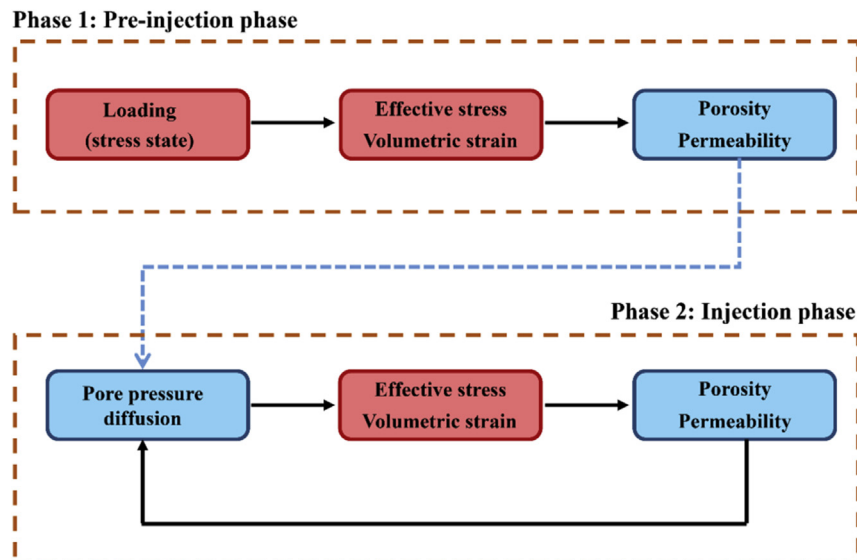 Phase 1: Pre-injection phase
Loading
(stress state)
Effective stress
Volumetric strain
Porosity
Permeability
Phase 2: Injection phase
Pore pressure
diffusion
Effective stress
Volumetric strain
Porosity
Permeability